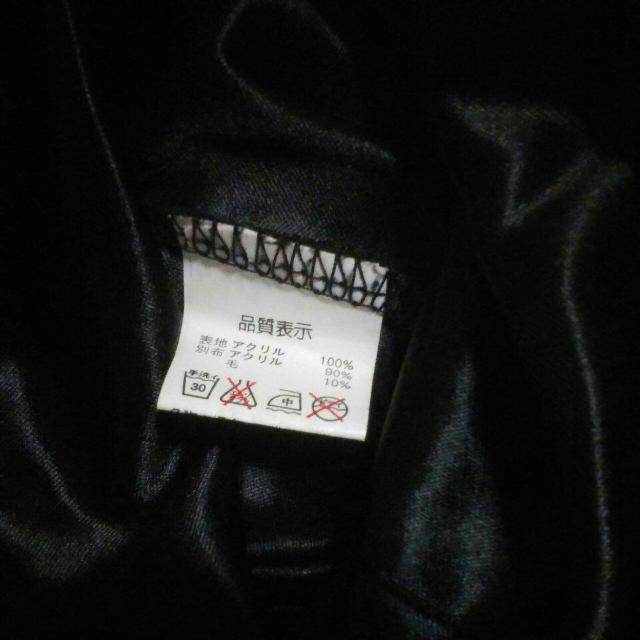 品質表示
表地 アクリル 100%
別布 アクリル 90%
毛 10%
手洗イ
30 中